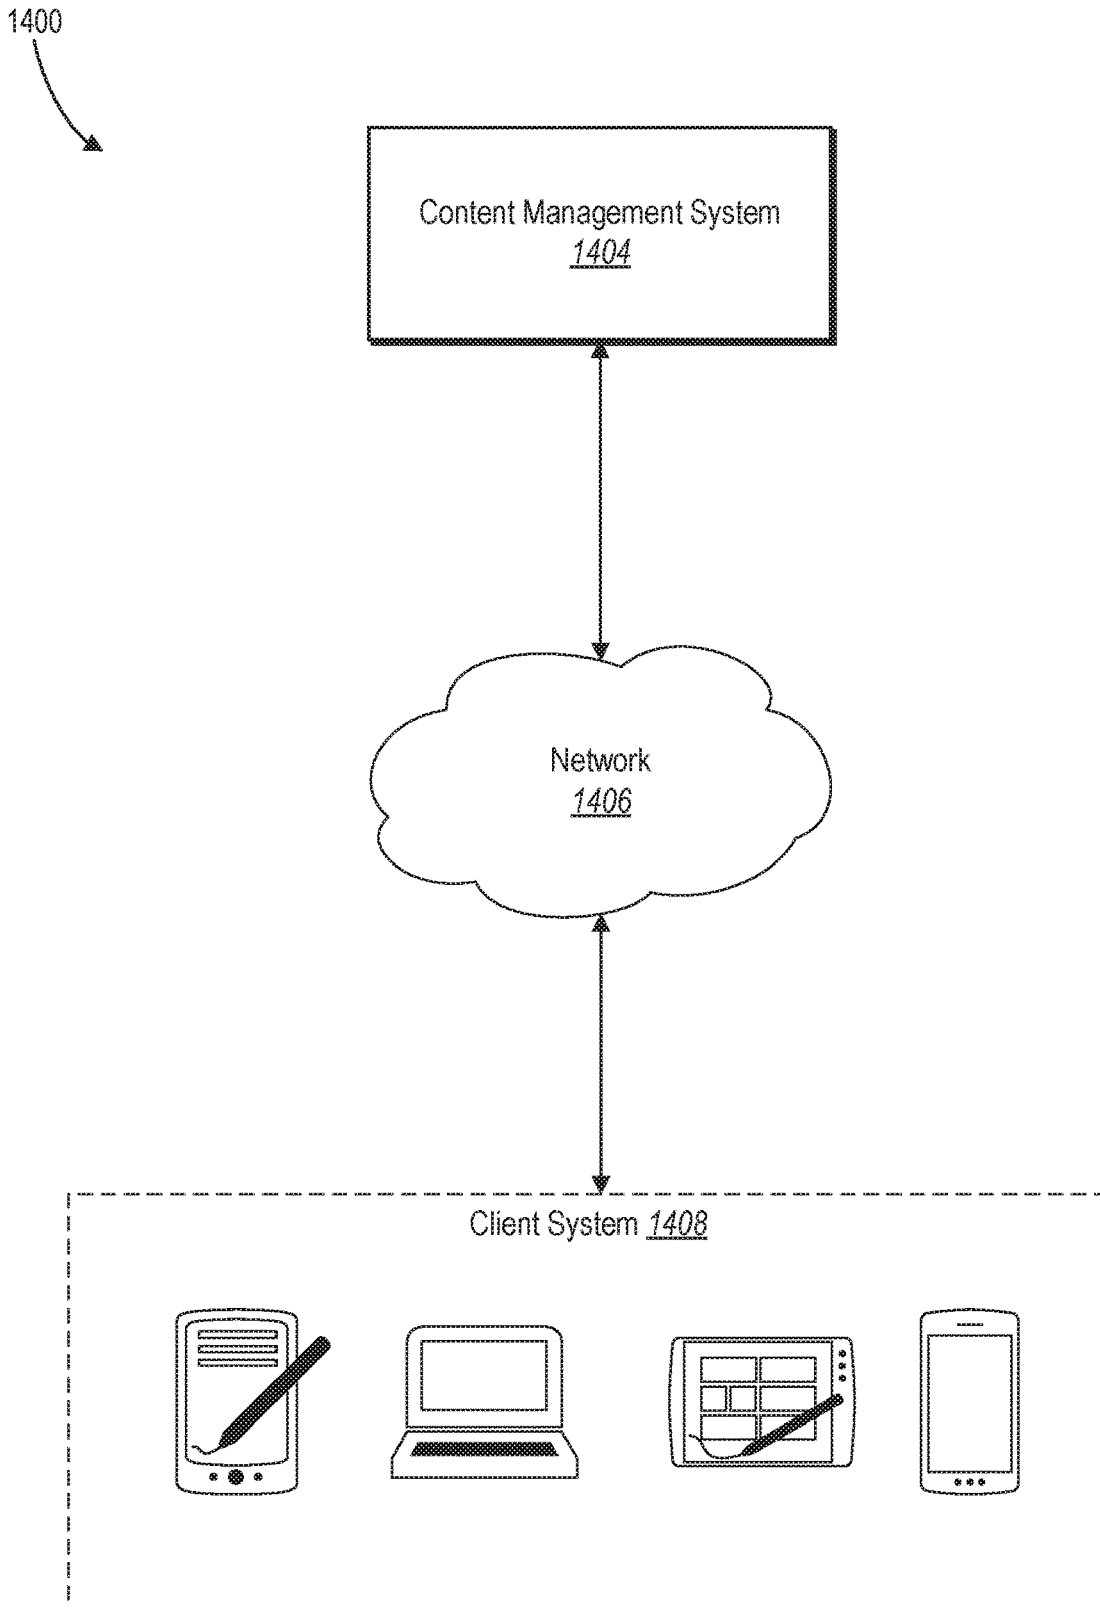 1400
Content Management System
1404
Network
1406
Client System 1408